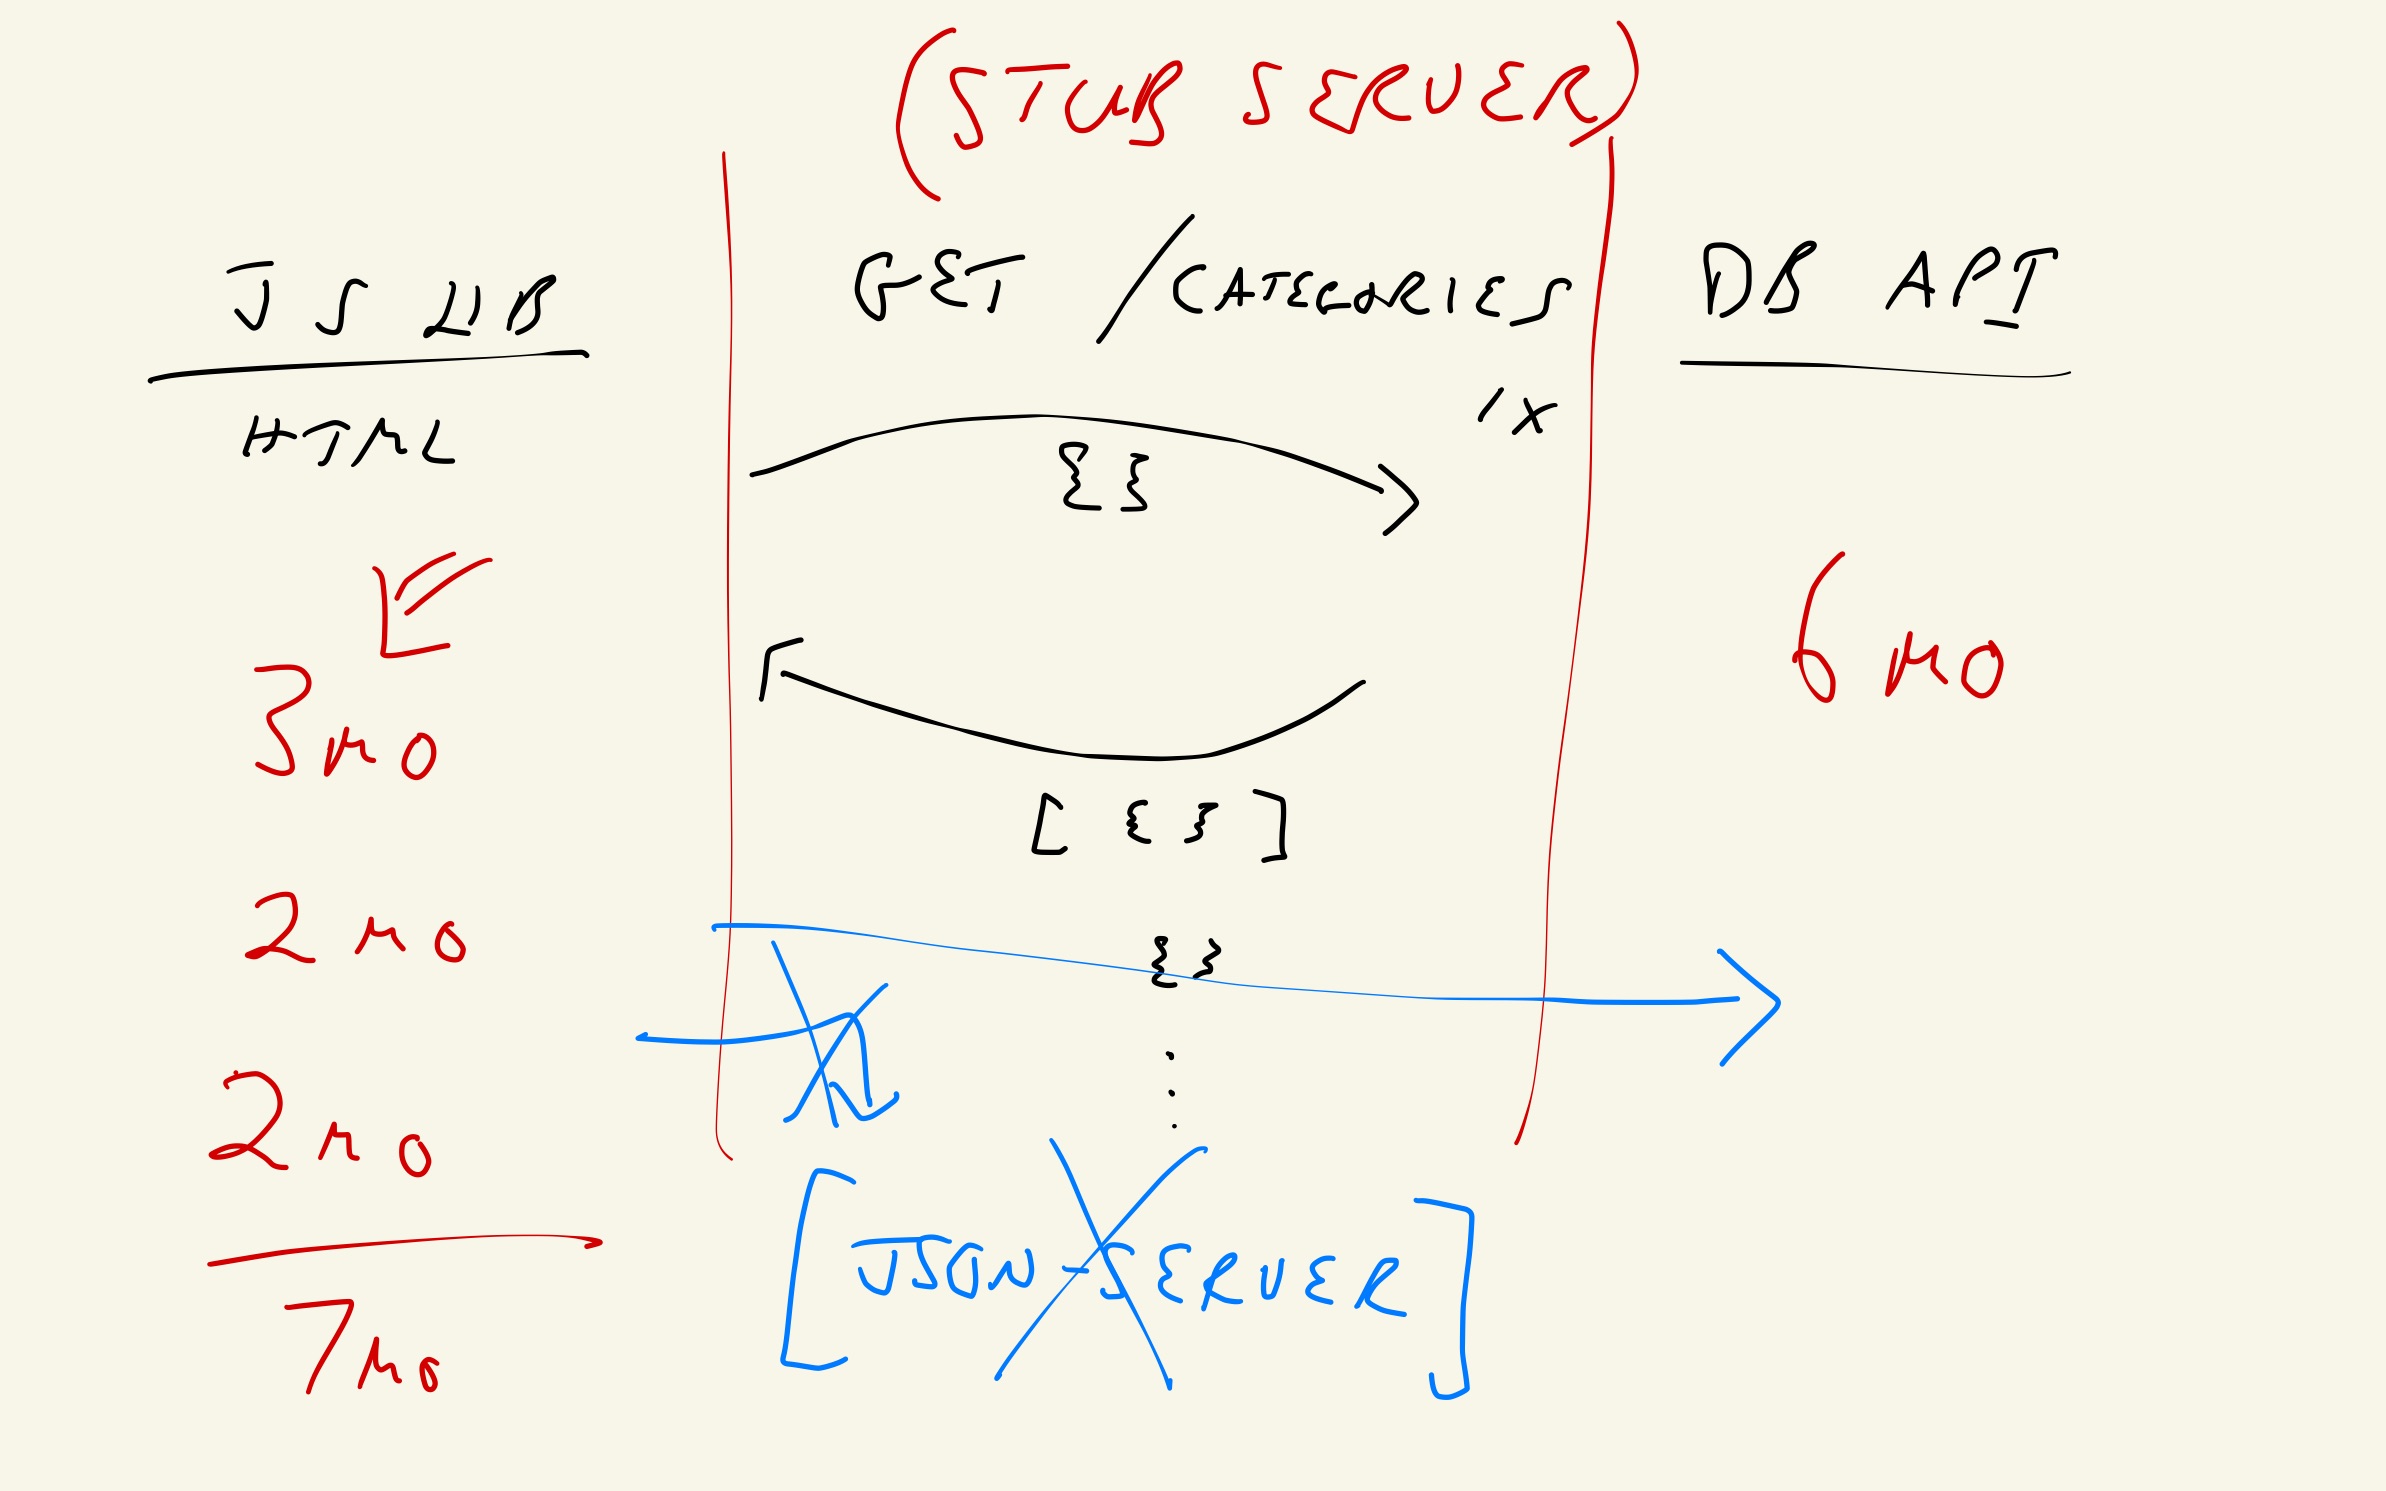 (STUB SERVER)
JS LIB
GET /CATEGORIES
DB API
HTML
/X
{ }
3 MO
6 MO
[ { } ]
2 MO
{ }
2 MO
[JSON-SERVER]
7 MO